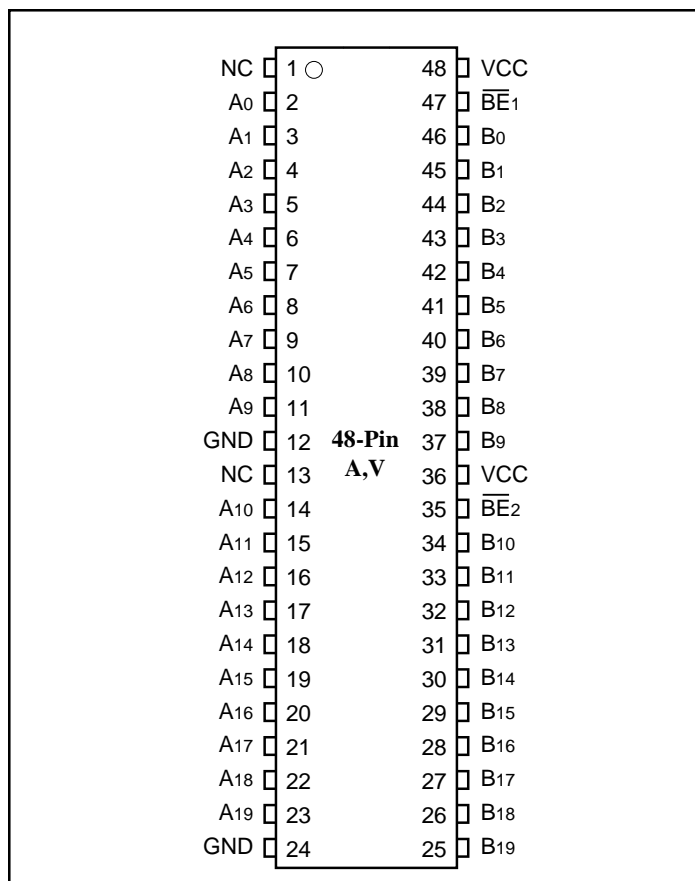 NC 1 48 VCC
A0 2 47 B̅E̅1
A1 3 46 B0
A2 4 45 B1
A3 5 44 B2
A4 6 43 B3
A5 7 42 B4
A6 8 41 B5
A7 9 40 B6
A8 10 39 B7
A9 11 38 B8
GND 12 48-Pin 37 B9
NC 13 A,V 36 VCC
A10 14 35 B̅E̅2
A11 15 34 B10
A12 16 33 B11
A13 17 32 B12
A14 18 31 B13
A15 19 30 B14
A16 20 29 B15
A17 21 28 B16
A18 22 27 B17
A19 23 26 B18
GND 24 25 B19